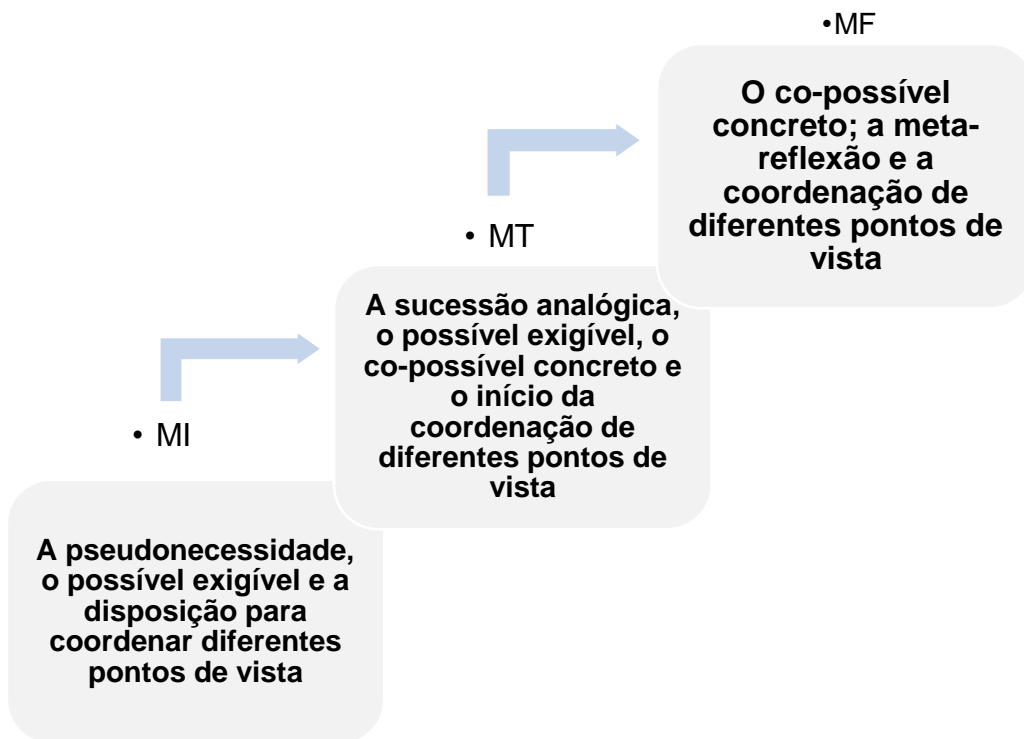 •MF
O co-possível
concreto; a meta-
reflexão e a
coordenação de
diferentes pontos de
vista
• MT
A sucessão analógica,
o possível exigível, o
co-possível concreto e
o início da
coordenação de
diferentes pontos de
vista
• MI
A pseudonecessidade,
o possível exigível e a
disposição para
coordenar diferentes
pontos de vista